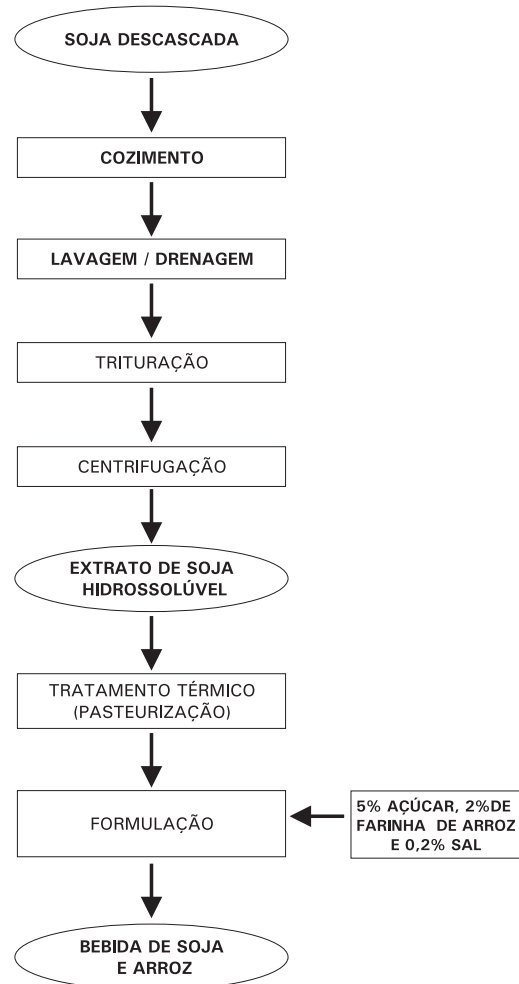 SOJA DESCASCADA
COZIMENTO
LAVAGEM / DRENAGEM
TRITURAÇÃO
CENTRIFUGAÇÃO
EXTRATO DE SOJA
HIDROSSOLÚVEL
TRATAMENTO TÉRMICO
(PASTEURIZAÇÃO)
FORMULAÇÃO
5% AÇÚCAR, 2%DE
FARINHA DE ARROZ
E 0,2% SAL
BEBIDA DE SOJA
E ARROZ